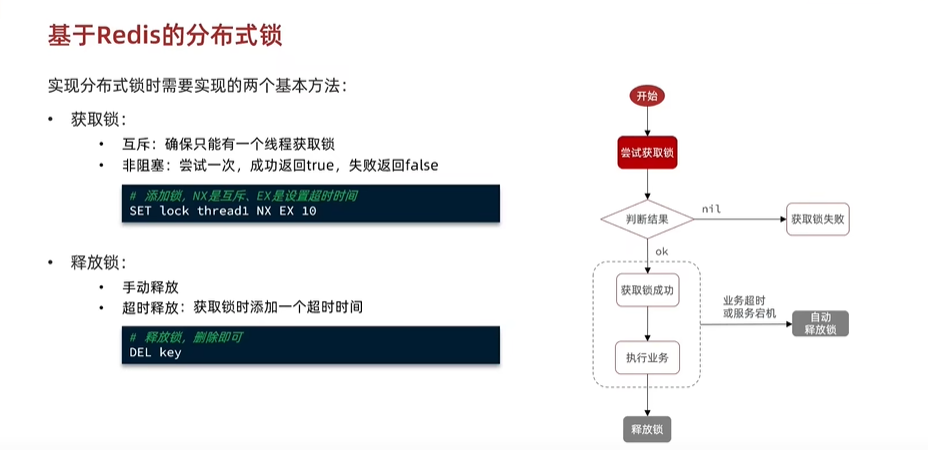 基于Redis的分布式锁
实现分布式锁时需要实现的两个基本方法：
• 获取锁：
• 互斥：确保只能有一个线程获取锁
• 非阻塞：尝试一次，成功返回true，失败返回false
# 添加锁，NX是互斥、EX是设置超时时间
SET lock thread1 NX EX 10
• 释放锁：
• 手动释放
• 超时释放：获取锁时添加一个超时时间
# 释放锁，删除即可
DEL key
开始
尝试获取锁
判断结果
nil
获取锁失败
ok
获取锁成功
执行业务
业务超时
或服务宕机
自动
释放锁
释放锁